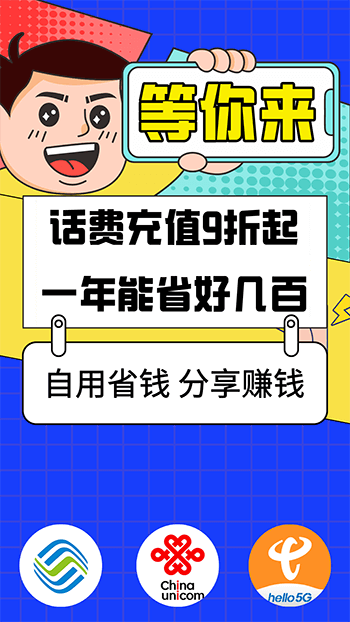 等你来
话费充值9折起
一年能省好几百
自用省钱 分享赚钱
China
unicom
hello5G